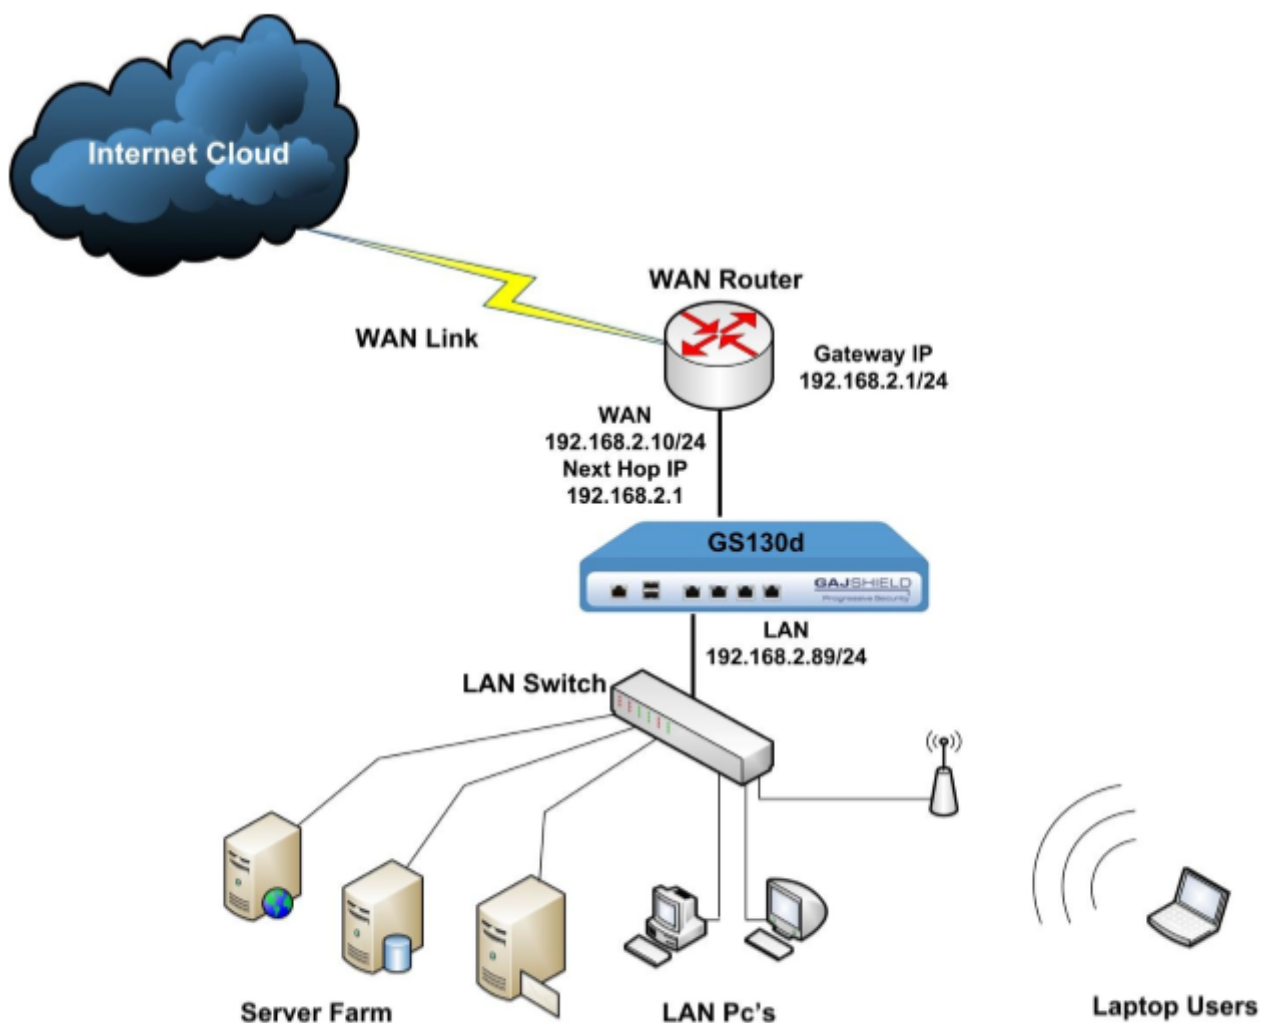 Internet Cloud
WAN Router
WAN Link
Gateway IP
192.168.2.1/24
WAN
192.168.2.10/24
Next Hop IP
192.168.2.1
GS130d
GAJSHIELD
Progressive Security
LAN
192.168.2.89/24
LAN Switch
Server Farm
LAN Pc's
Laptop Users